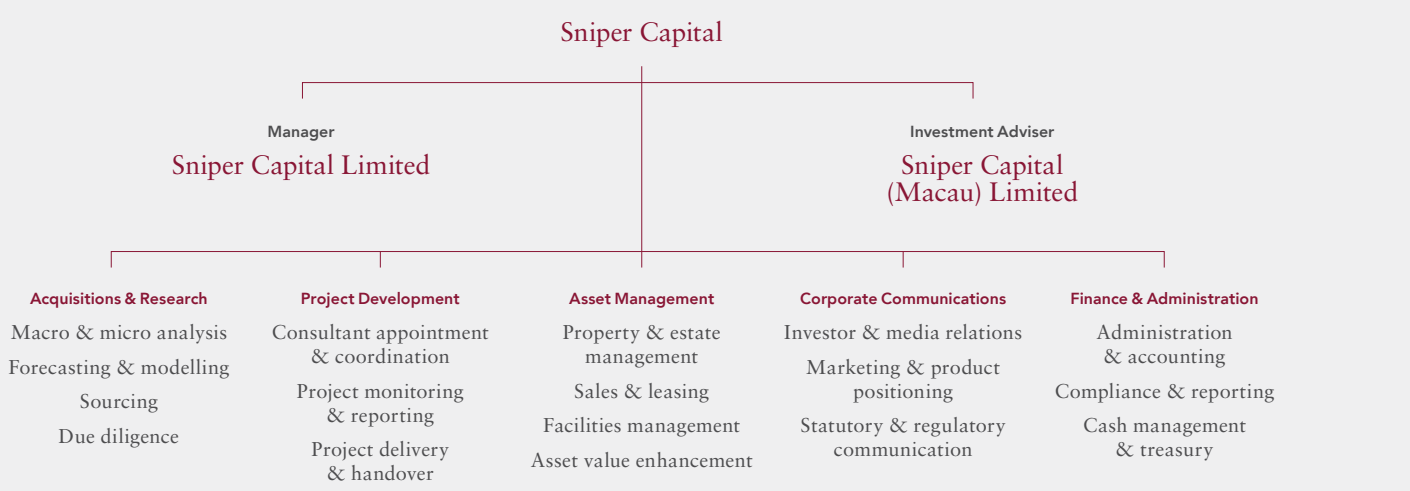 Sniper Capital
Manager
Sniper Capital Limited
Investment Adviser
Sniper Capital
(Macau) Limited
Acquisitions & Research
Macro & micro analysis
Forecasting & modelling
Sourcing
Due diligence
Project Development
Consultant appointment
& coordination
Project monitoring
& reporting
Project delivery
& handover
Asset Management
Property & estate
management
Sales & leasing
Facilities management
Asset value enhancement
Corporate Communications
Investor & media relations
Marketing & product
positioning
Statutory & regulatory
communication
Finance & Administration
Administration
& accounting
Compliance & reporting
Cash management
& treasury